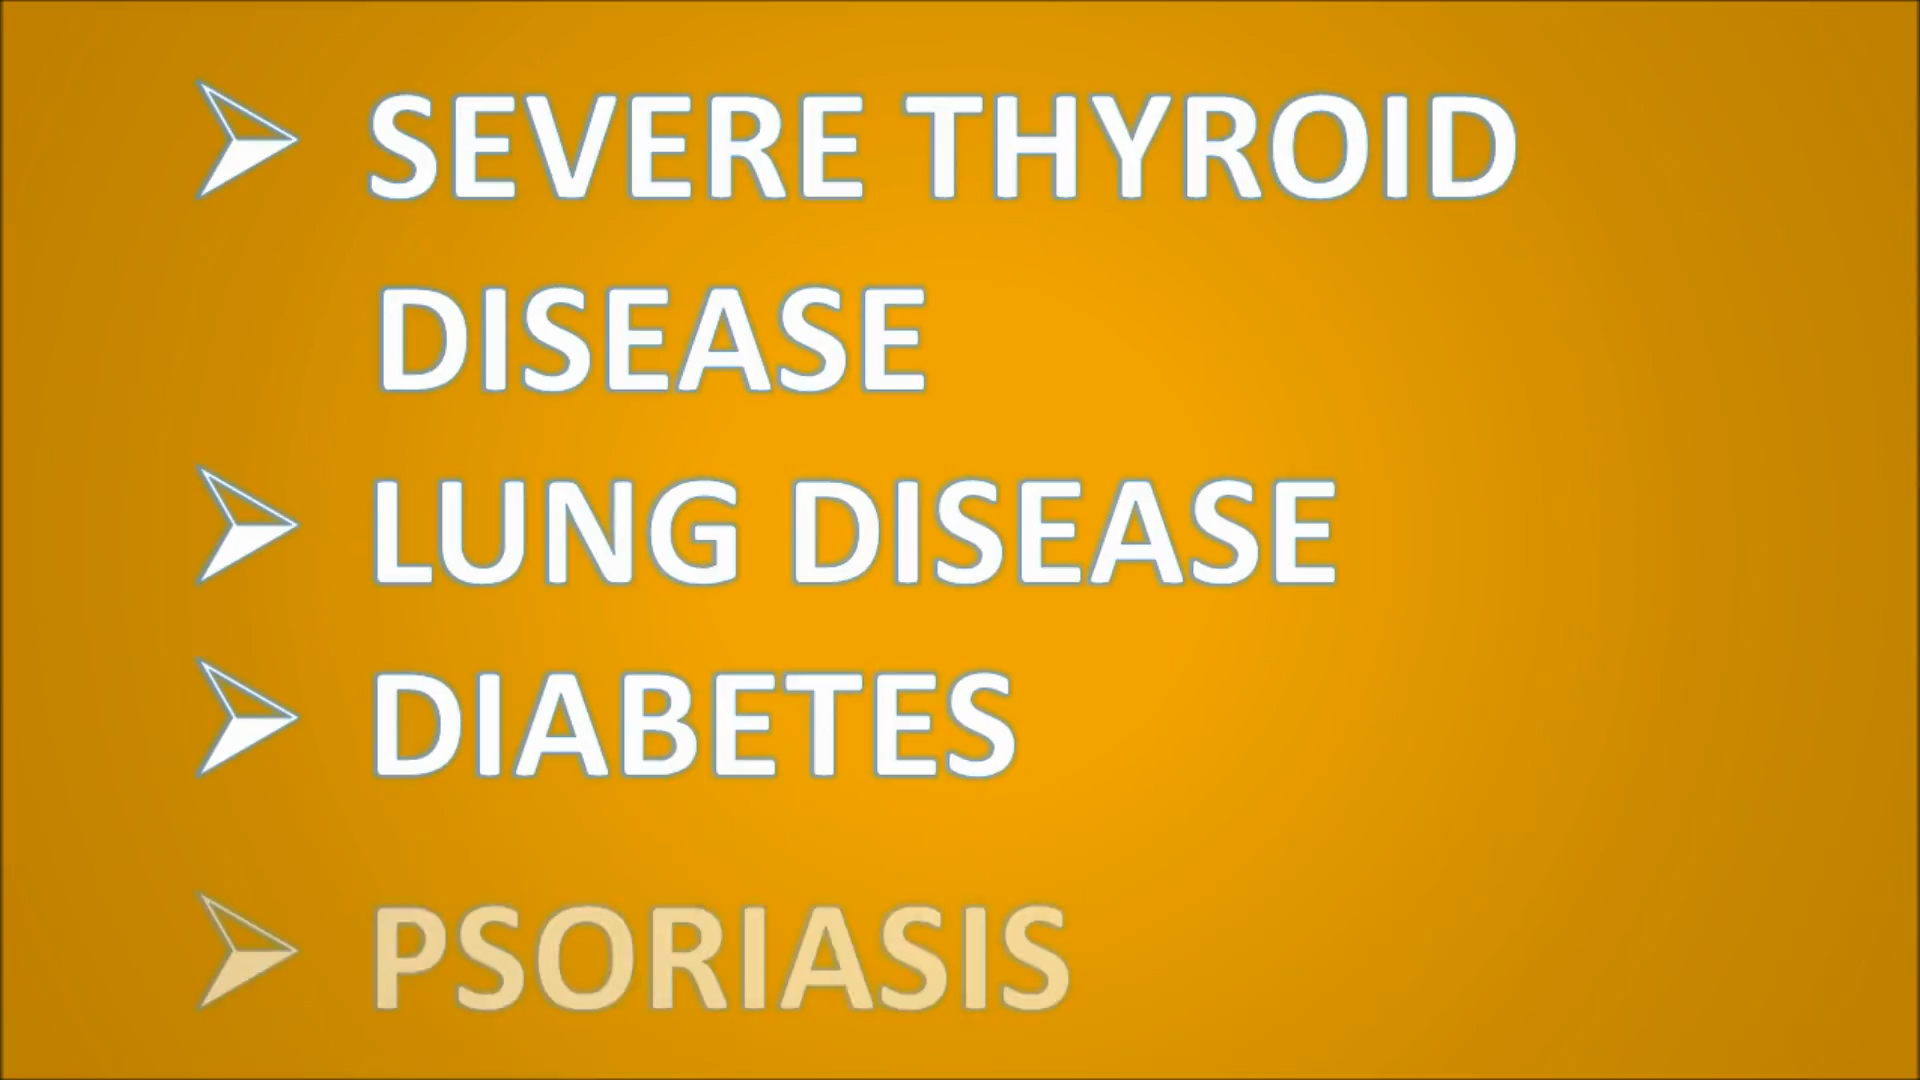 SEVERE THYROID
DISEASE
LUNG DISEASE
DIABETES
PSORIASIS